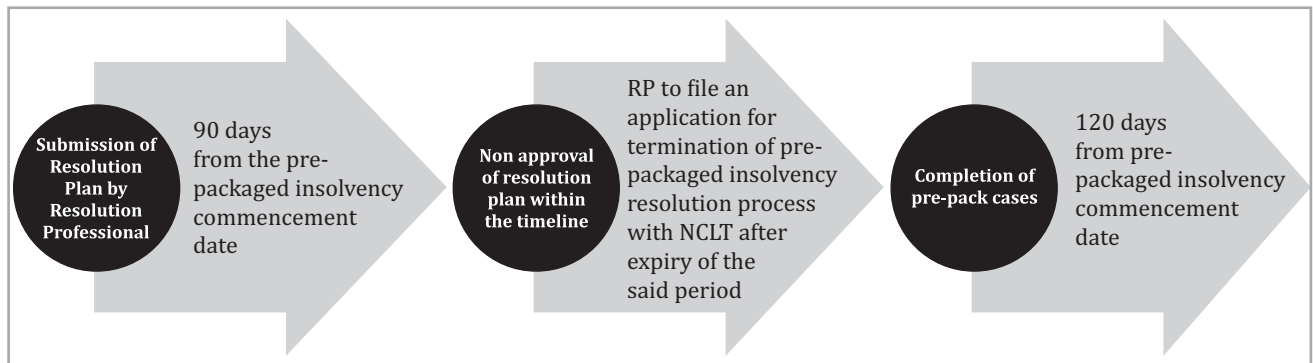 Submission of
Resolution
Plan by
Resolution
Professional
90 days
from the pre-
packaged insolvency
commencement
date
Non approval
of resolution
plan within
the timeline
RP to file an
application for
termination of pre-
packaged insolvency
resolution process
with NCLT after
expiry of the
said period
Completion of
pre-pack cases
120 days
from pre-
packaged insolvency
commencement
date